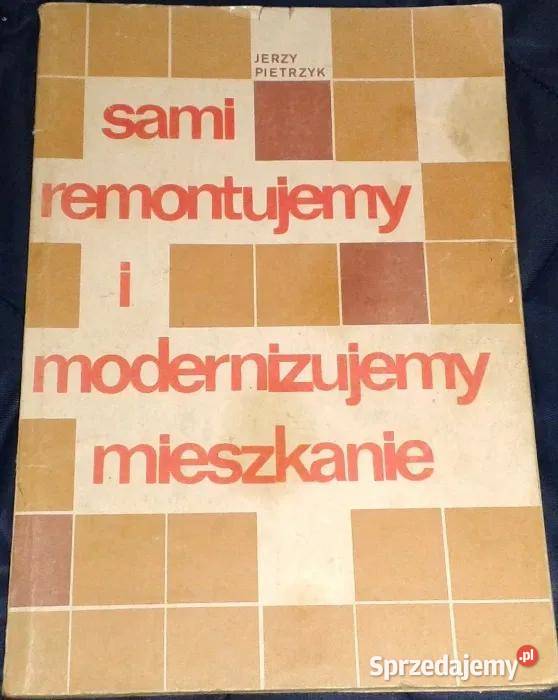 JERZY
PIETRZYK
sami
remontujemy
i
modernizujemy
mieszkanie
Sprzedajemy.pl